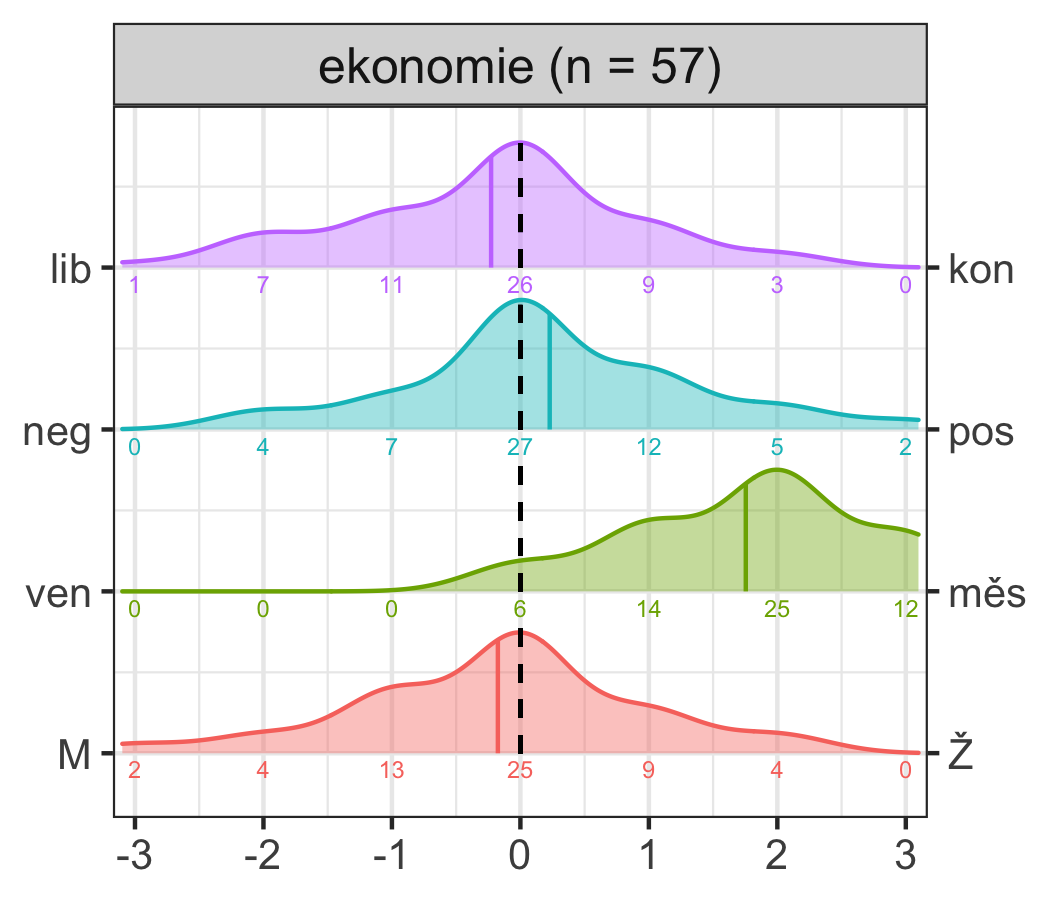 ekonomie (n = 57)
lib kon
1 7 11 26 9 3 0
neg pos
0 4 7 27 12 5 2
ven měs
0 0 0 6 14 25 12
M Ž
2 4 13 25 9 4 0
-3 -2 -1 0 1 2 3